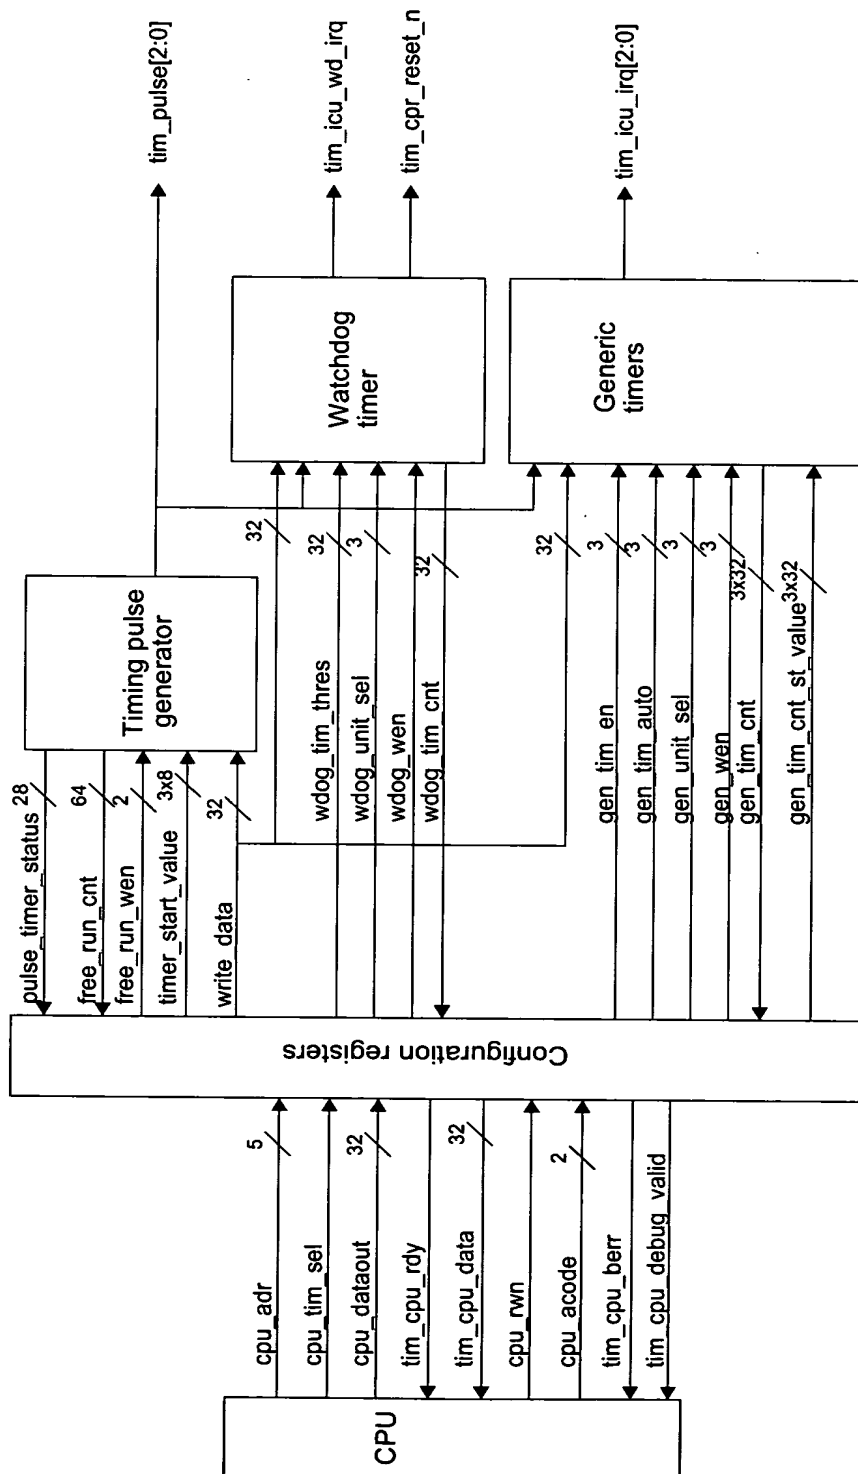 CPU
cpu_adr
5
cpu_tim_sel
cpu_dataout
32
tim_cpu_rdy
tim_cpu_data
32
cpu_rwn
cpu_acode
2
tim_cpu_berr
tim_cpu_debug_valid
Configuration registers
pulse_timer_status
28
free_run_cnt
64
free_run_wen
2
timer_start_value
3x8
write_data
32
Timing pulse
generator
tim_pulse[2:0]
32
wdog_tim_thres
32
wdog_unit_sel
3
wdog_wen
wdog_tim_cnt
32
Watchdog
timer
tim_icu_wd_irq
tim_cpr_reset_n
32
gen_tim_en
3
gen_tim_auto
3
gen_unit_sel
3
gen_wen
3
gen_tim_cnt
3x32
gen_tim_cnt_st_value
3x32
Generic
timers
tim_icu_irq[2:0]